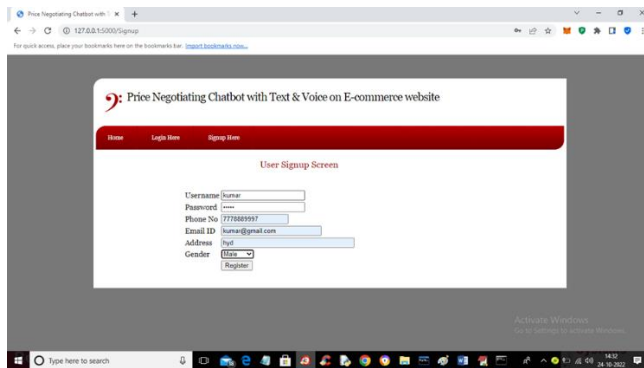 Price Negotiating Chatbot with T
127.0.0.1:5000/Signup
For quick access, place your bookmarks here on the bookmarks bar. Import bookmarks now...
Price Negotiating Chatbot with Text & Voice on E-commerce website
Home Login Here Signup Here
User Signup Screen
Username kumar
Password •••••
Phone No 7778889997
Email ID kumar@gmail.com
Address hyd
Gender Male
Register
Activate Windows
Go to Settings to activate Windows.
Type here to search
14:32
24-10-2022